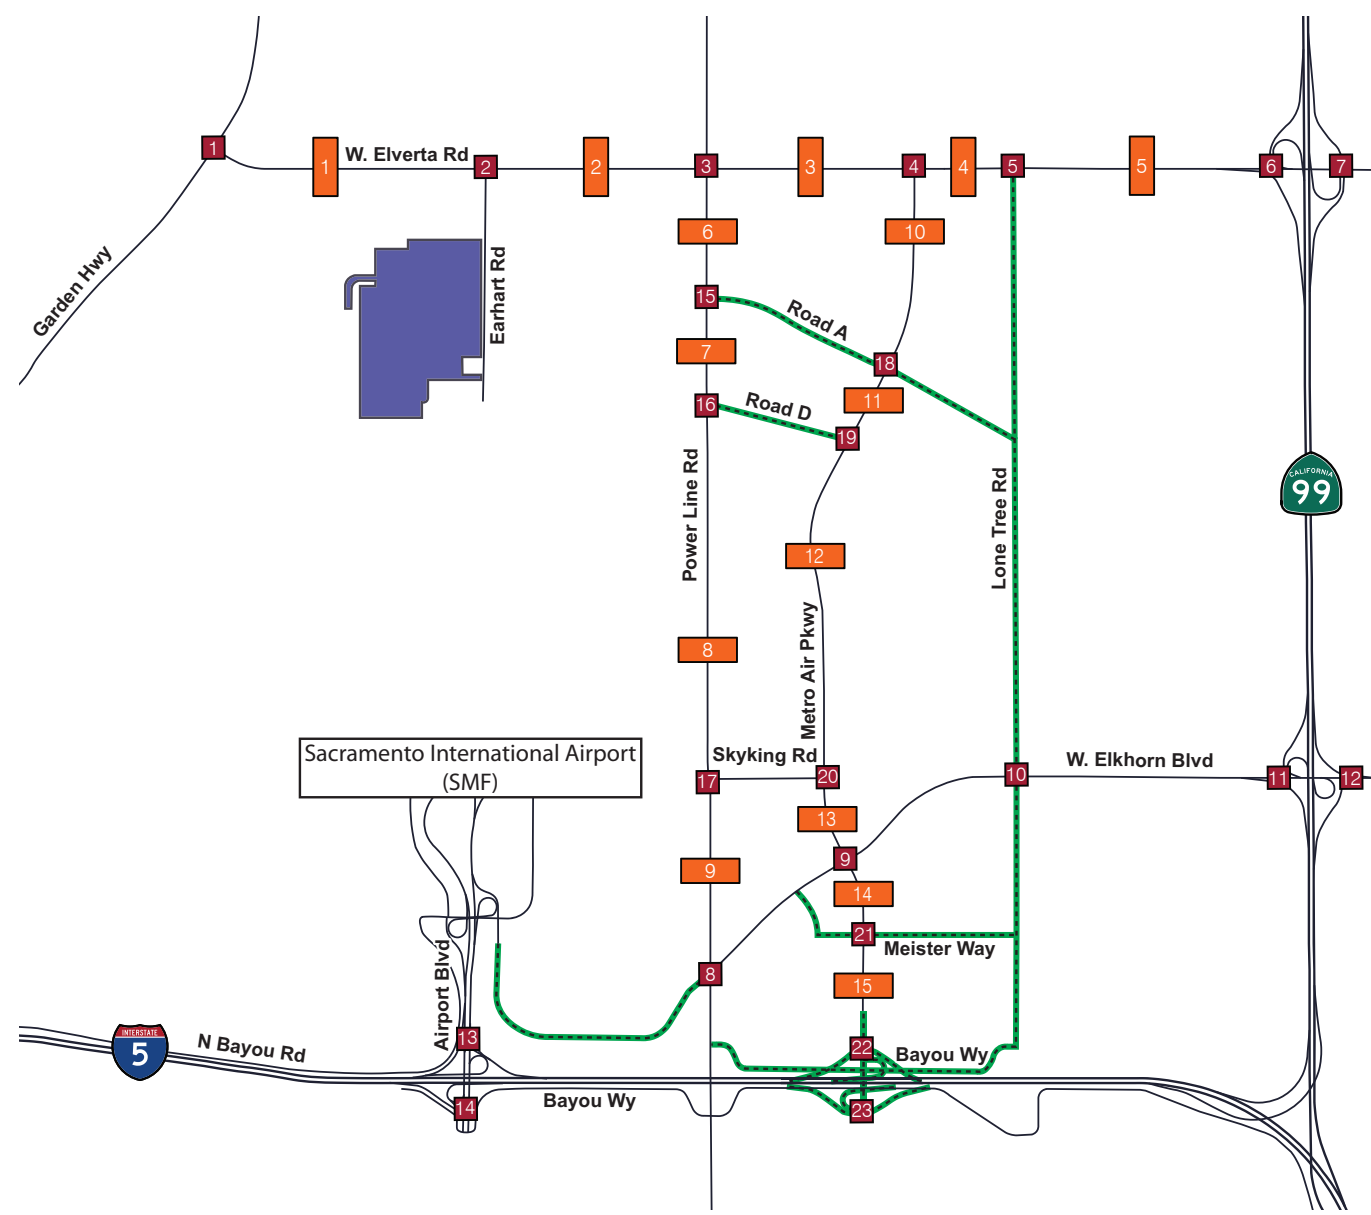 1
1
W. Elverta Rd
2
2
3
3
4
4
5
5
6
7
6
10
Garden Hwy
Earhart Rd
15
Road A
7
18
16
Road D
11
19
Power Line Rd
Lone Tree Rd
CALIFORNIA
99
12
8
Metro Air Pkwy
Sacramento International Airport
(SMF)
Skyking Rd
17
20
10
W. Elkhorn Blvd
11
12
13
9
9
14
21
Meister Way
8
15
Airport Blvd
INTERSTATE
5
N Bayou Rd
13
22
Bayou Wy
14
Bayou Wy
23